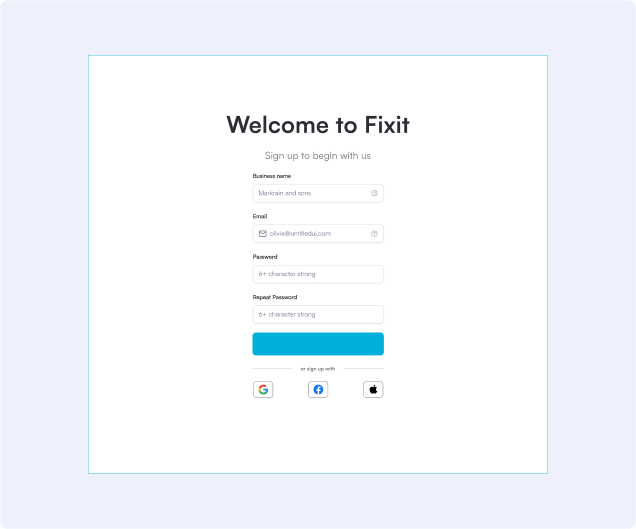 Welcome to Fixit
Sign up to begin with us
Business name
Markrain and sons
Email
olivia@untitledui.com
Password
6+ character strong
Repeat Password
6+ character strong
or sign up with